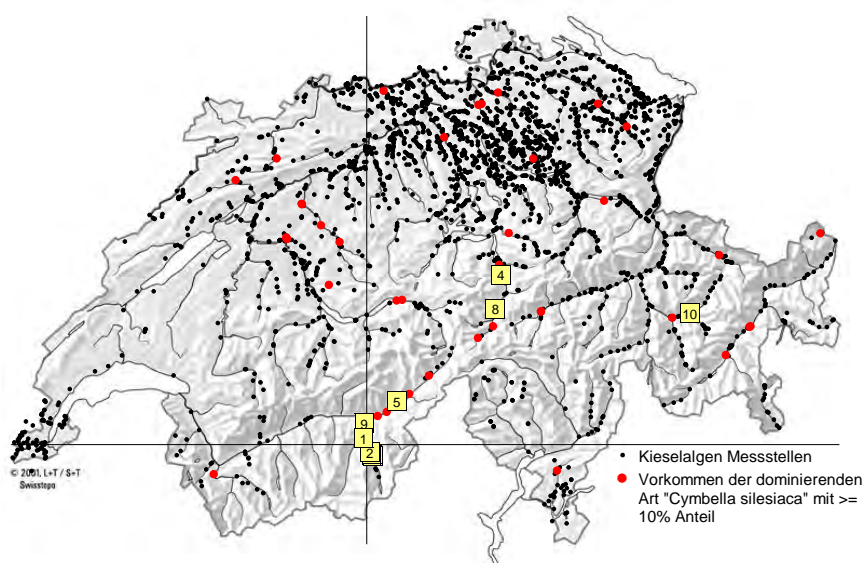 4
8
10
5
9
1
2
© 2001, L+T / S+T
Swisstopo
Kieselalgen Messstellen
Vorkommen der dominierenden
Art "Cymbella silesiaca" mit >=
10% Anteil